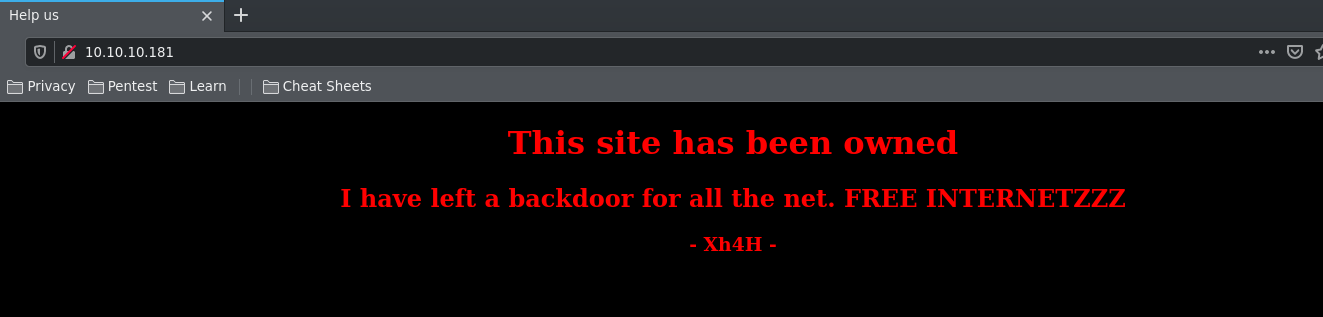 Help us
10.10.10.181
Privacy Pentest Learn Cheat Sheets
This site has been owned
I have left a backdoor for all the net. FREE INTERNETZZZ
- Xh4H -